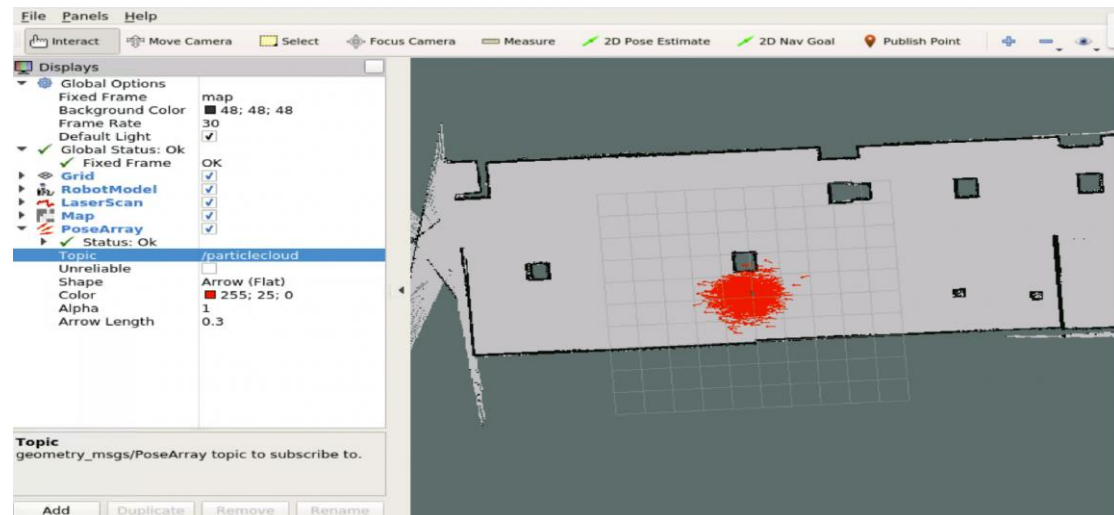 File Panels Help
Interact Move Camera Select Focus Camera Measure 2D Pose Estimate 2D Nav Goal Publish Point
Displays
Global Options
Fixed Frame map
Background Color 48; 48; 48
Frame Rate 30
Default Light
Global Status: Ok
Fixed Frame OK
Grid
RobotModel
LaserScan
Map
PoseArray
Status: Ok
Topic /particlecloud
Unreliable
Shape Arrow (Flat)
Color 255; 25; 0
Alpha 1
Arrow Length 0.3
Topic
geometry_msgs/PoseArray topic to subscribe to.
Add Duplicate Remove Rename